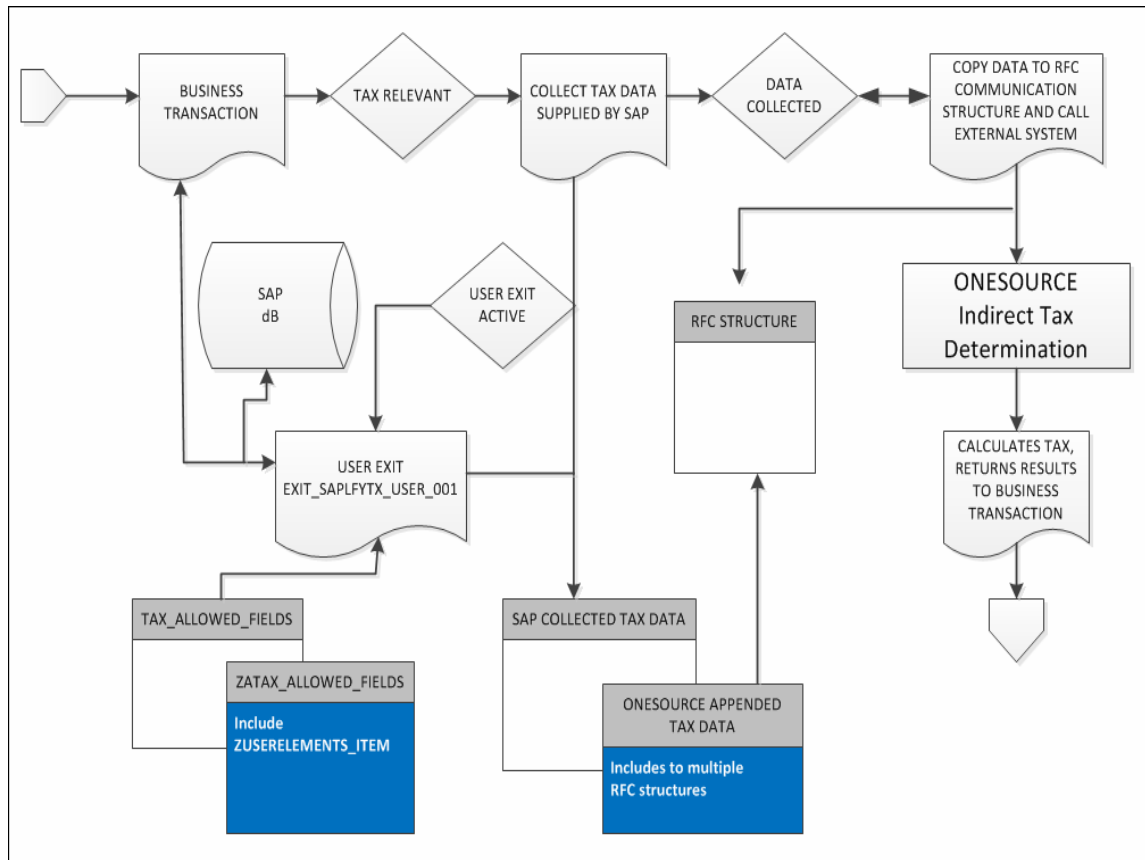 BUSINESS
TRANSACTION
TAX RELEVANT
COLLECT TAX DATA
SUPPLIED BY SAP
DATA
COLLECTED
COPY DATA TO RFC
COMMUNICATION
STRUCTURE AND CALL
EXTERNAL SYSTEM
SAP
dB
USER EXIT
ACTIVE
RFC STRUCTURE
ONESOURCE
Indirect Tax
Determination
USER EXIT
EXIT_SAPLFYTX_USER_001
CALCULATES TAX,
RETURNS RESULTS
TO BUSINESS
TRANSACTION
TAX_ALLOWED_FIELDS
ZATAX_ALLOWED_FIELDS
Include
ZUSERELEMENTS_ITEM
SAP COLLECTED TAX DATA
ONESOURCE APPENDED
TAX DATA
Includes to multiple
RFC structures